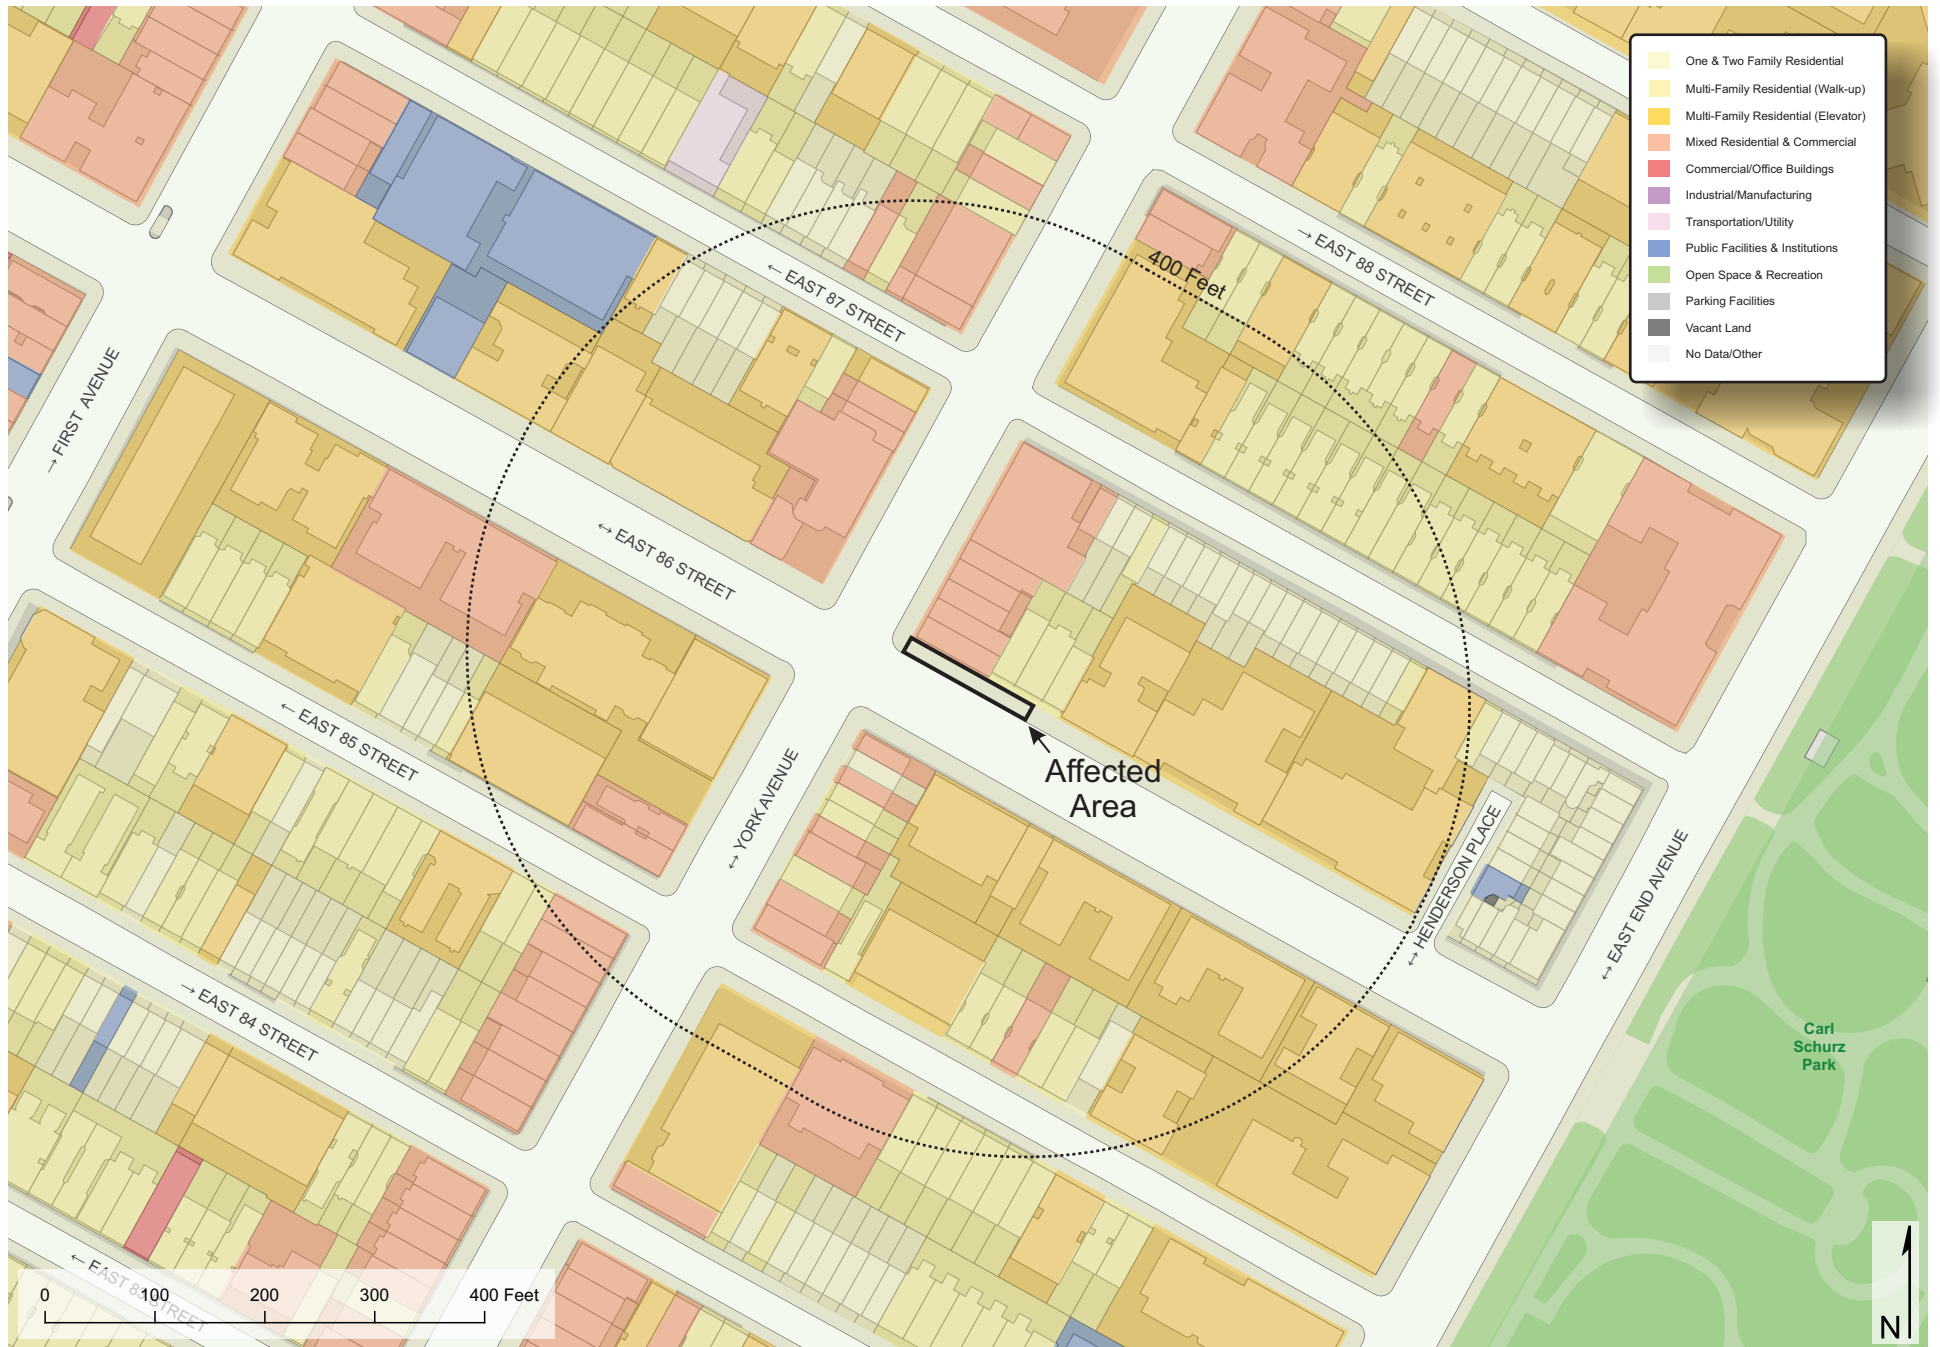 One & Two Family Residential
Multi-Family Residential (Walk-up)
Multi-Family Residential (Elevator)
Mixed Residential & Commercial
Commercial/Office Buildings
Industrial/Manufacturing
Transportation/Utility
Public Facilities & Institutions
Open Space & Recreation
Parking Facilities
Vacant Land
No Data/Other
→ EAST 88 STREET
400 Feet
← EAST 87 STREET
→ FIRST AVENUE
↔ EAST 86 STREET
← EAST 85 STREET
↔ YORK AVENUE
Affected
Area
↔ HENDERSON PLACE
↔ EAST END AVENUE
→ EAST 84 STREET
Carl
Schurz
Park
← EAST 83 STREET
0 100 200 300 400 Feet
N